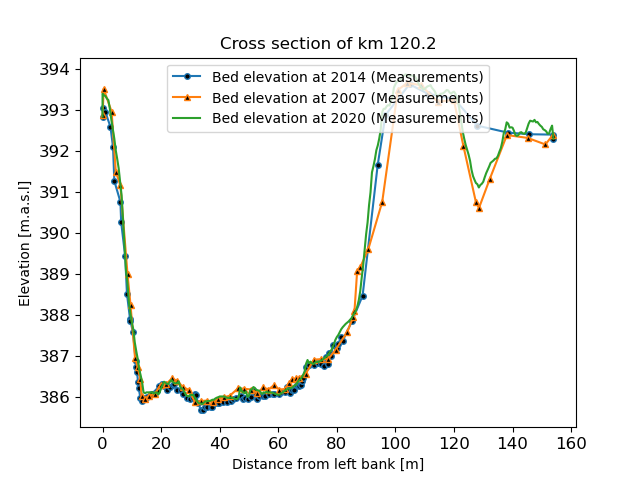 Cross section of km 120.2
Bed elevation at 2014 (Measurements)
Bed elevation at 2007 (Measurements)
Bed elevation at 2020 (Measurements)
Elevation [m.a.s.l]
394
393
392
391
390
389
388
387
386
0 20 40 60 80 100 120 140 160
Distance from left bank [m]